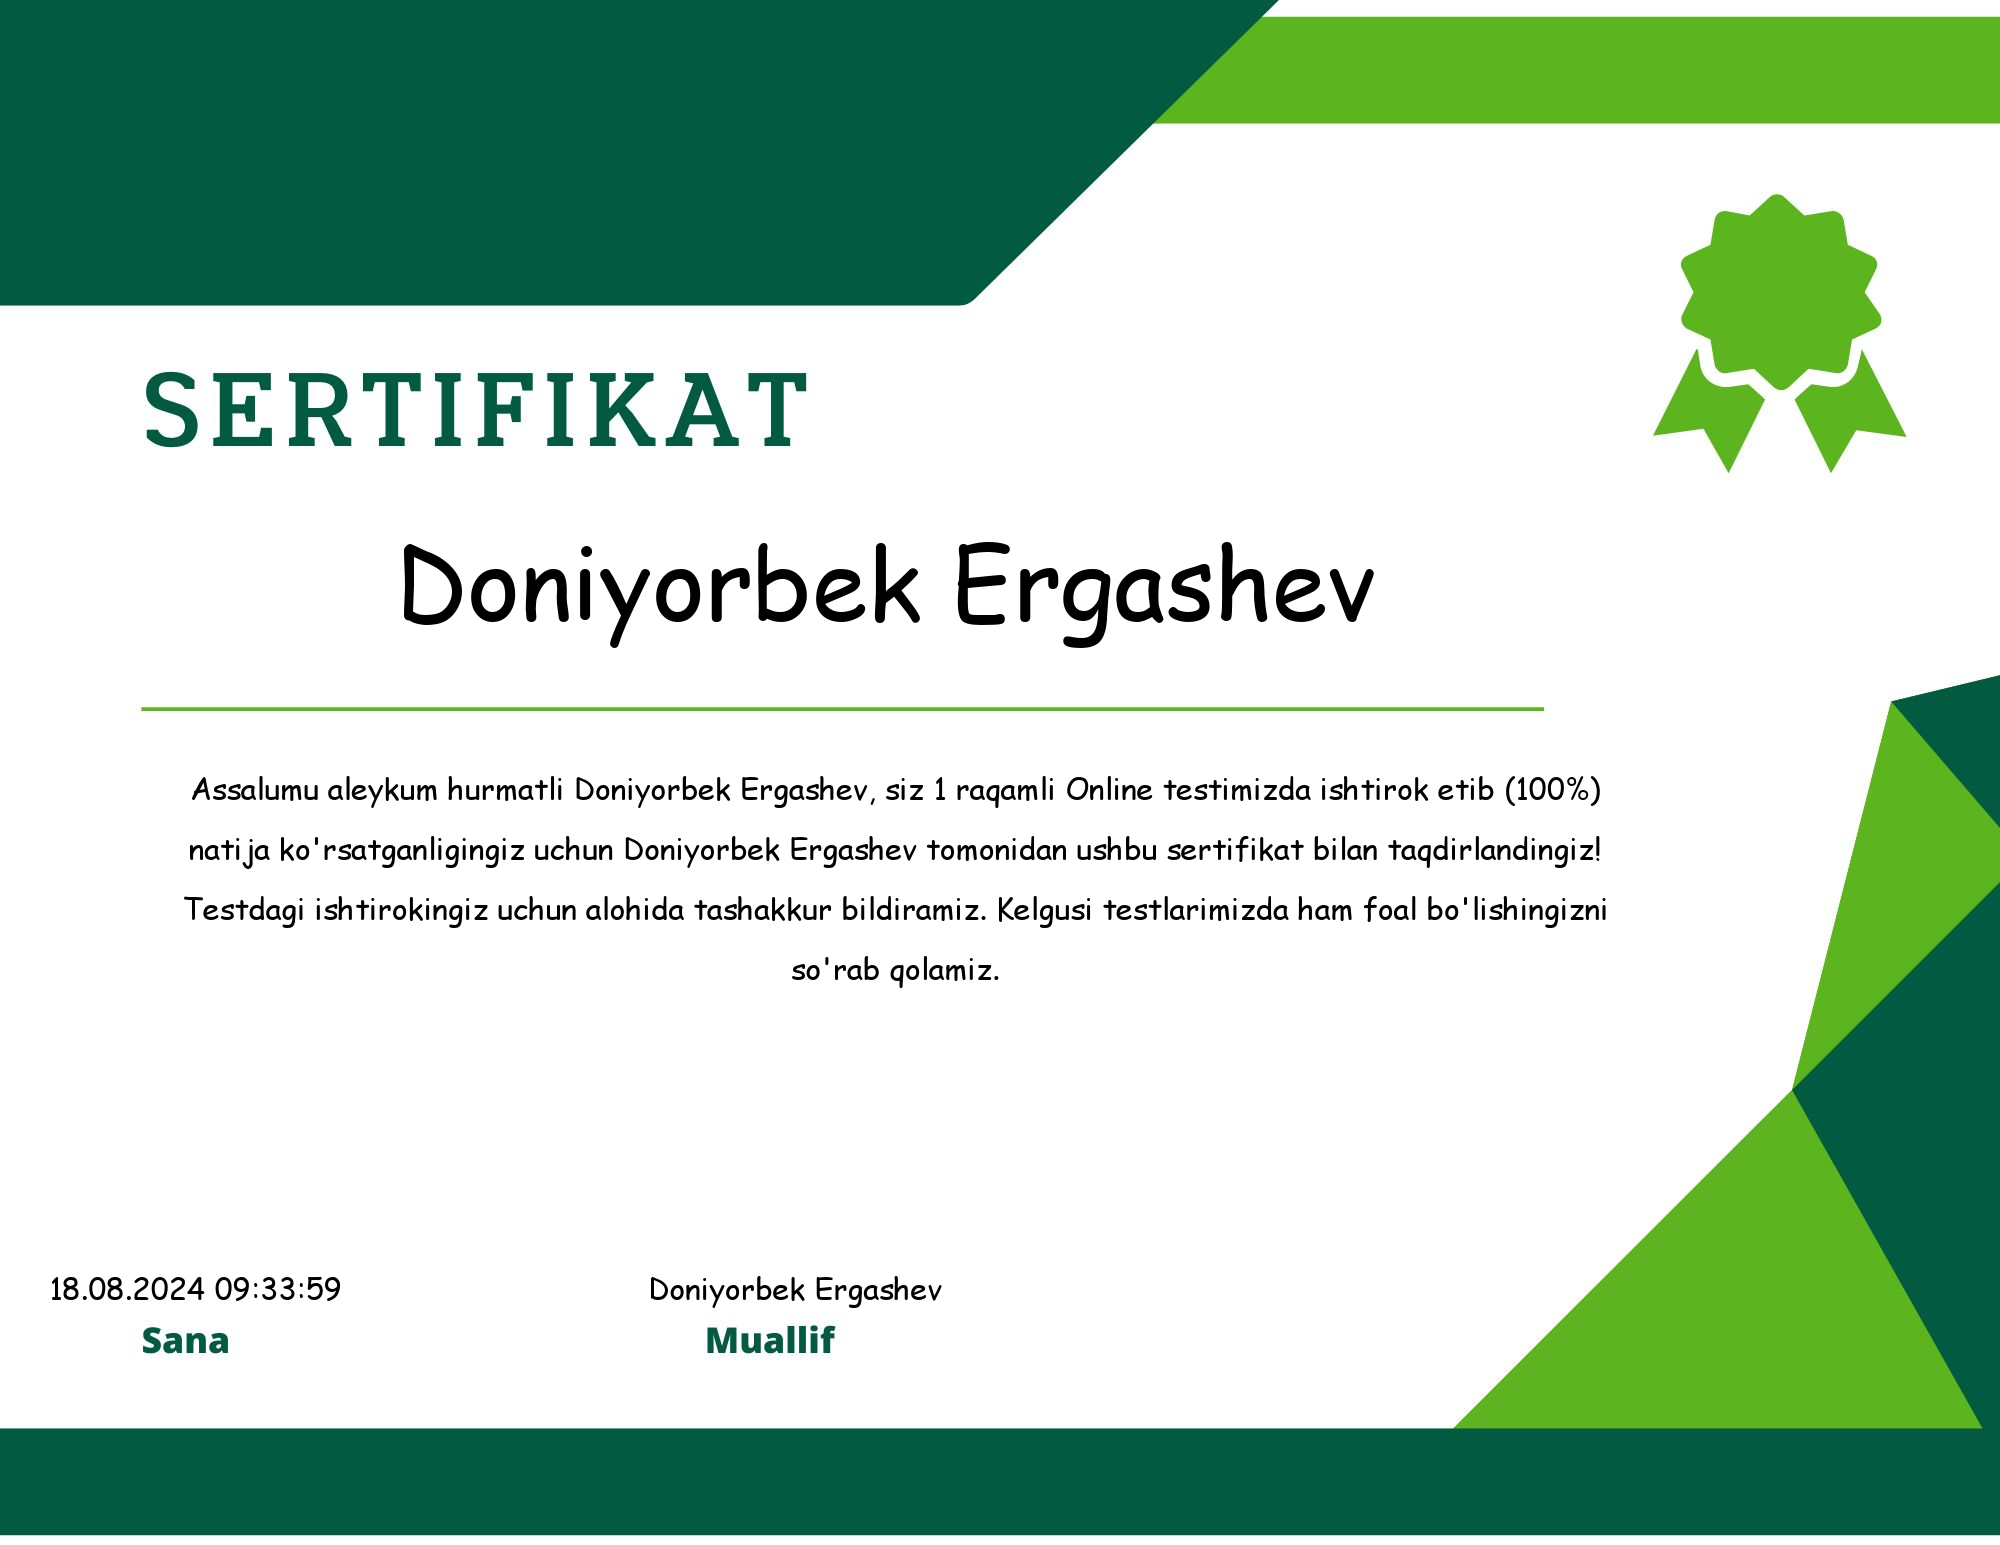 SERTIFIKAT
Doniyorbek Ergashev
Assalumu aleykum hurmatli Doniyorbek Ergashev, siz 1 raqamli Online testimizda ishtirok etib (100%)
natija ko'rsatganligingiz uchun Doniyorbek Ergashev tomonidan ushbu sertifikat bilan taqdirlandingiz!
Testdagi ishtirokingiz uchun alohida tashakkur bildiramiz. Kelgusi testlarimizda ham foal bo'lishingizni
so'rab qolamiz.
18.08.2024 09:33:59
Sana
Doniyorbek Ergashev
Muallif